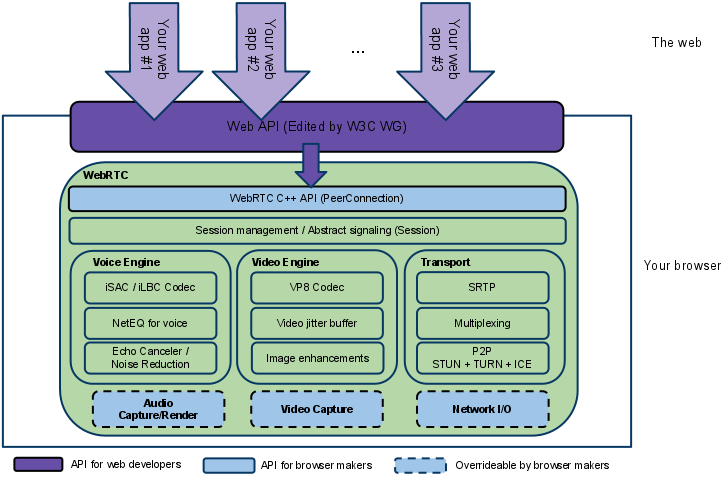 Your web
app #1
Your web
app #2
...
Your web
app #3
The web
Web API (Edited by W3C WG)
WebRTC
WebRTC C++ API (PeerConnection)
Session management / Abstract signaling (Session)
Your browser
Voice Engine
iSAC / iLBC Codec
NetEQ for voice
Echo Canceler /
Noise Reduction
Video Engine
VP8 Codec
Video jitter buffer
Image enhancements
Transport
SRTP
Multiplexing
P2P
STUN + TURN + ICE
Audio
Capture/Render
Video Capture
Network I/O
API for web developers
API for browser makers
Overrideable by browser makers